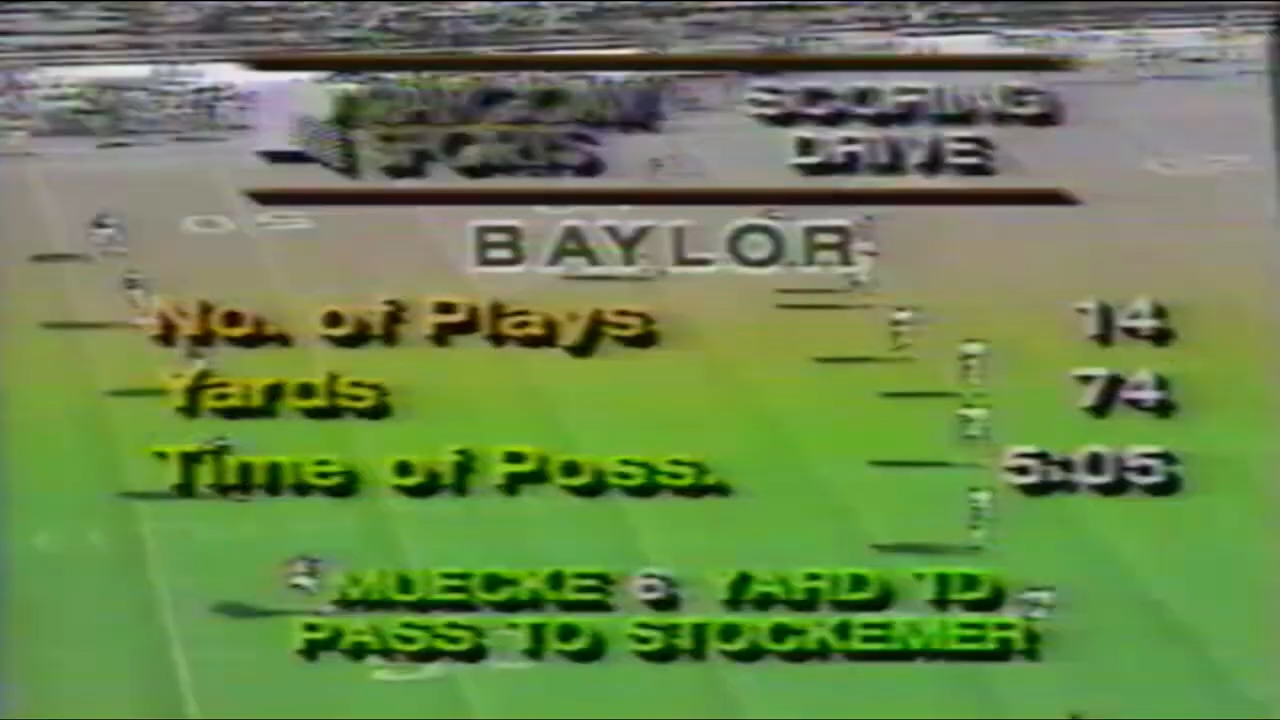 SCORING
DRIVE
BAYLOR
No. of Plays 14
Yards 74
Time of Poss. 5:05
MUECKE 6 YARD TD
PASS TO STOCKEMER